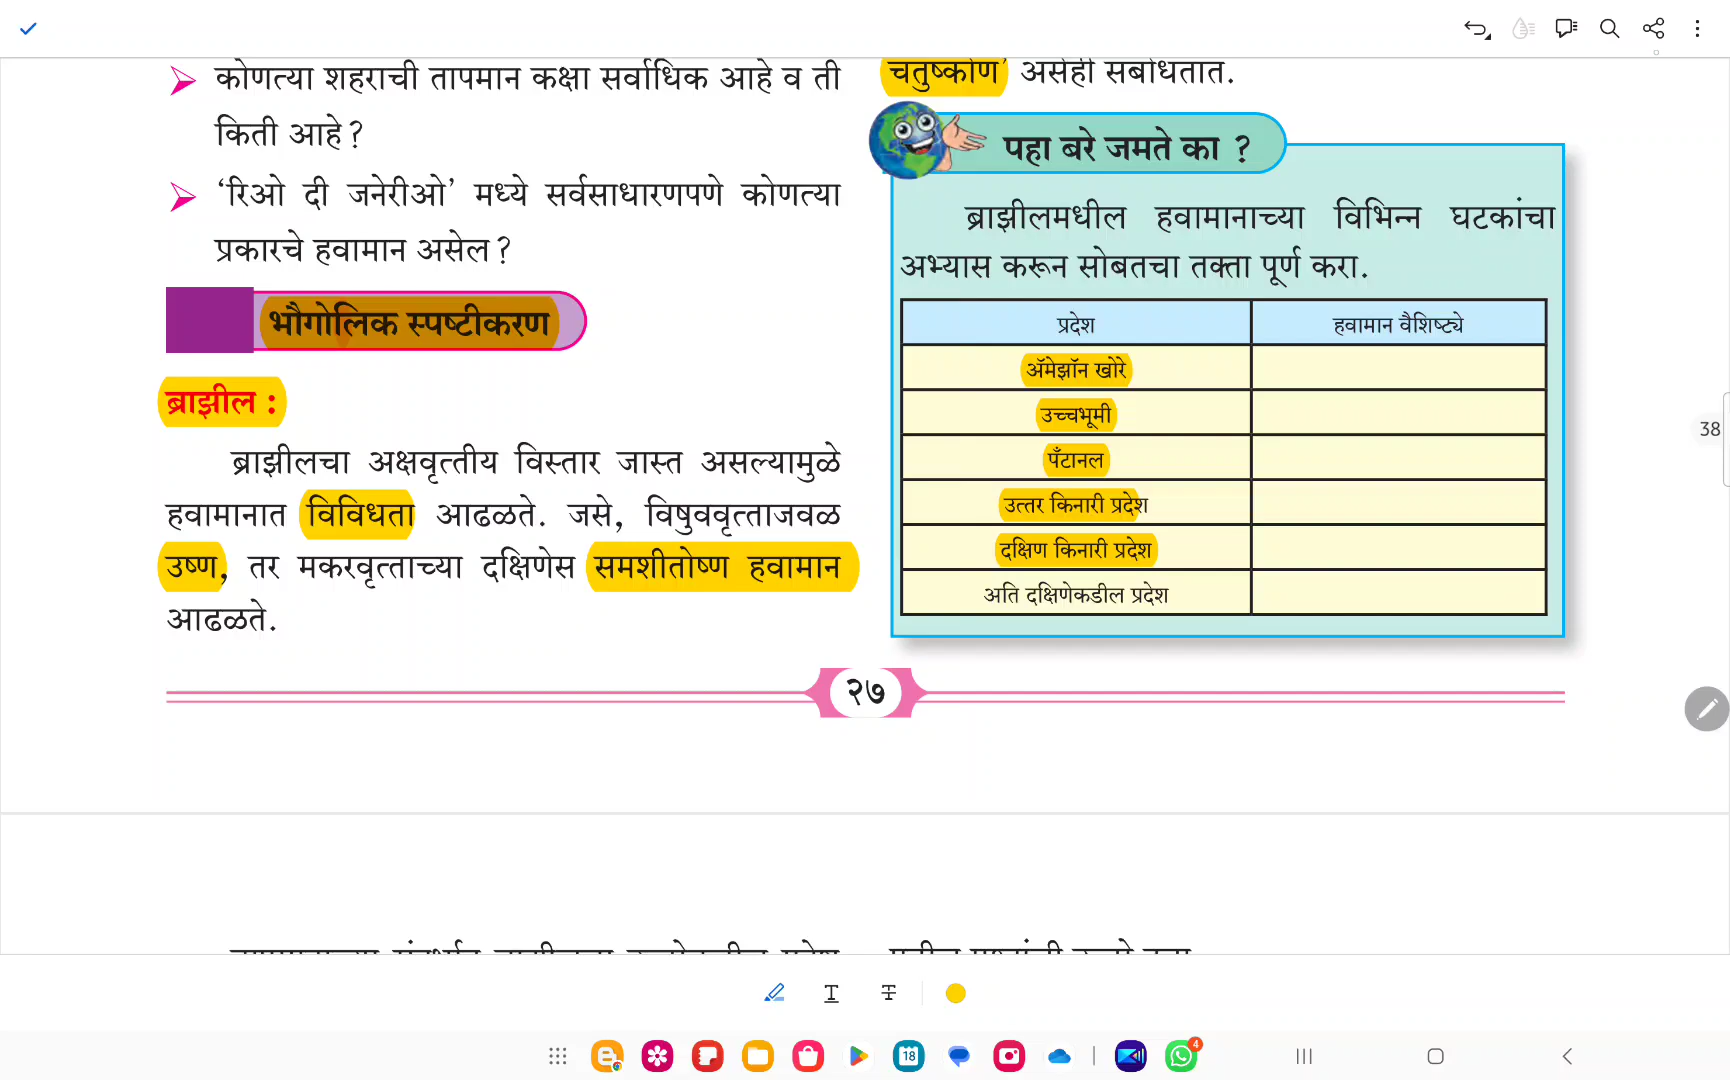 कोणत्या शहराची तापमान कक्षा सर्वाधिक आहे व ती
किती आहे?
‘रिओ दी जनेरीओ’ मध्ये सर्वसाधारणपणे कोणत्या
प्रकारचे हवामान असेल?
भौगोलिक स्पष्टीकरण
ब्राझील :
ब्राझीलचा अक्षवृत्तीय विस्तार जास्त असल्यामुळे
हवामानात विविधता आढळते. जसे, विषुववृत्ताजवळ
उष्ण, तर मकरवृत्ताच्या दक्षिणेस समशीतोष्ण हवामान
आढळते.
चतुष्कोण’ असेही संबोधतात.
पहा बरे जमते का ?
ब्राझीलमधील हवामानाच्या विभिन्न घटकांचा
अभ्यास करून सोबतचा तक्ता पूर्ण करा.
प्रदेश हवामान वैशिष्ट्ये
ॲमेझॉन खोरे
उच्चभूमी
पँटानल
उत्तर किनारी प्रदेश
दक्षिण किनारी प्रदेश
अति दक्षिणेकडील प्रदेश
38
२७
T T
18
4